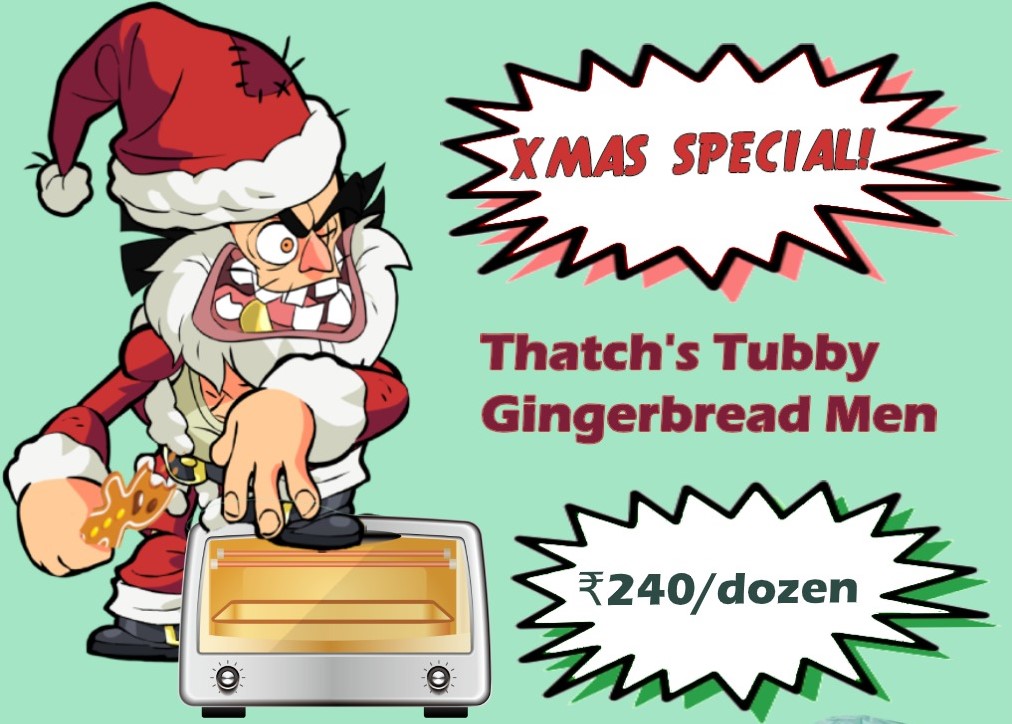 XMAS SPECIAL!
Thatch's Tubby
Gingerbread Men
₹240/dozen